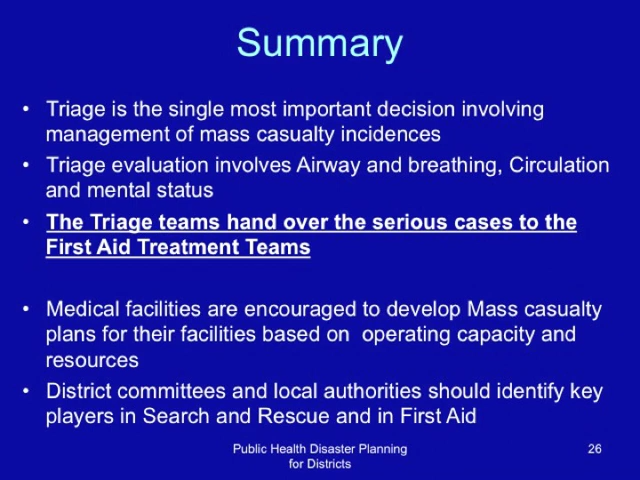 Summary
• Triage is the single most important decision involving
management of mass casualty incidences
• Triage evaluation involves Airway and breathing, Circulation
and mental status
• The Triage teams hand over the serious cases to the
First Aid Treatment Teams
• Medical facilities are encouraged to develop Mass casualty
plans for their facilities based on  operating capacity and
resources
• District committees and local authorities should identify key
players in Search and Rescue and in First Aid
Public Health Disaster Planning
for Districts
26